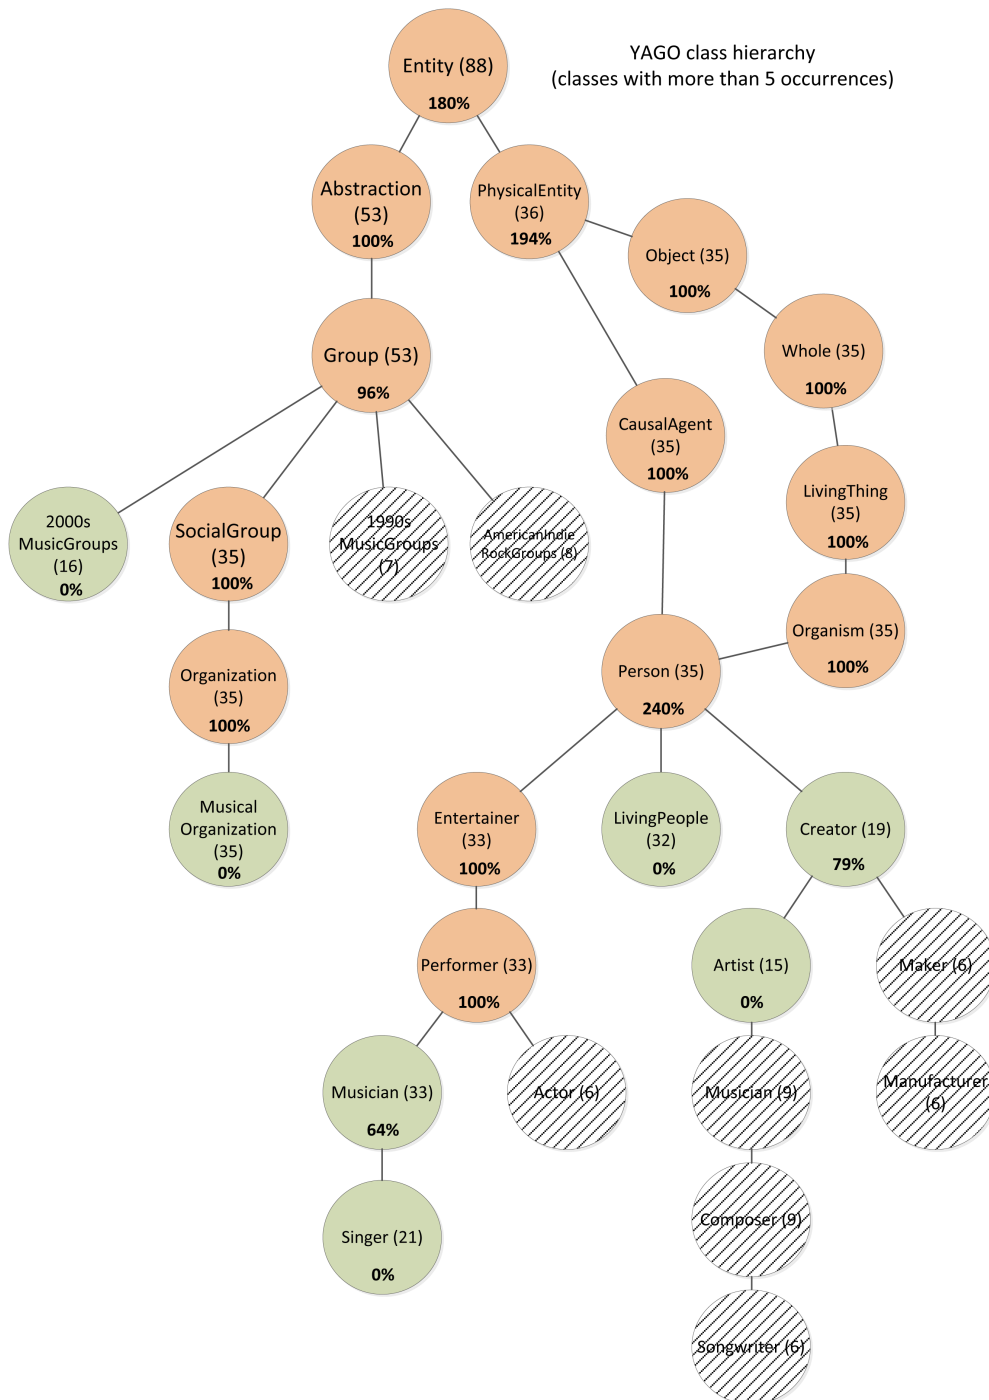 YAGO class hierarchy
(classes with more than 5 occurrences)
Entity (88)
180%
Abstraction
(53)
100%
PhysicalEntity
(36)
194%
Object (35)
100%
Group (53)
96%
Whole (35)
100%
CausalAgent
(35)
100%
2000s
MusicGroups
(16)
0%
SocialGroup
(35)
100%
1990s
MusicGroups
(7)
AmericanIndie
RockGroups (8)
LivingThing
(35)
100%
Organism (35)
100%
Organization
(35)
100%
Person (35)
240%
Musical
Organization
(35)
0%
Entertainer
(33)
100%
LivingPeople
(32)
0%
Creator (19)
79%
Performer (33)
100%
Artist (15)
0%
Maker (6)
Musician (33)
64%
Actor (6)
Musician (9)
Manufacturer
(6)
Singer (21)
0%
Composer (9)
Songwriter (6)